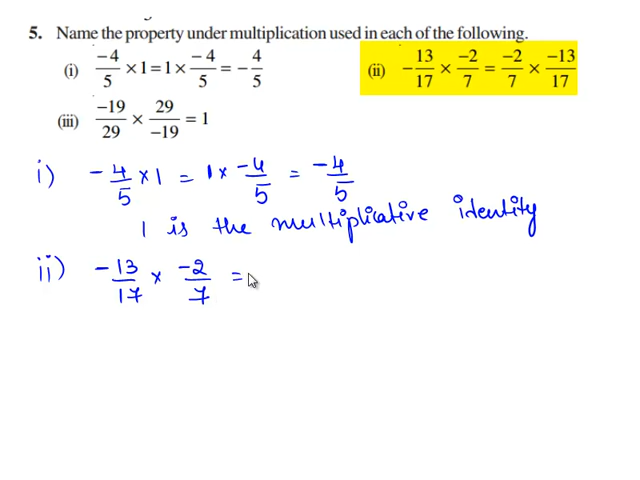 5. Name the property under multiplication used in each of the following.
(i) −4/5 × 1 = 1 × −4/5 = −4/5 (ii) −13/17 × −2/7 = −2/7 × −13/17
(iii) −19/29 × 29/−19 = 1
i) −4/5 × 1 = 1 × −4/5 = −4/5
1 is the multiplicative identity
ii) −13/17 × −2/7 =